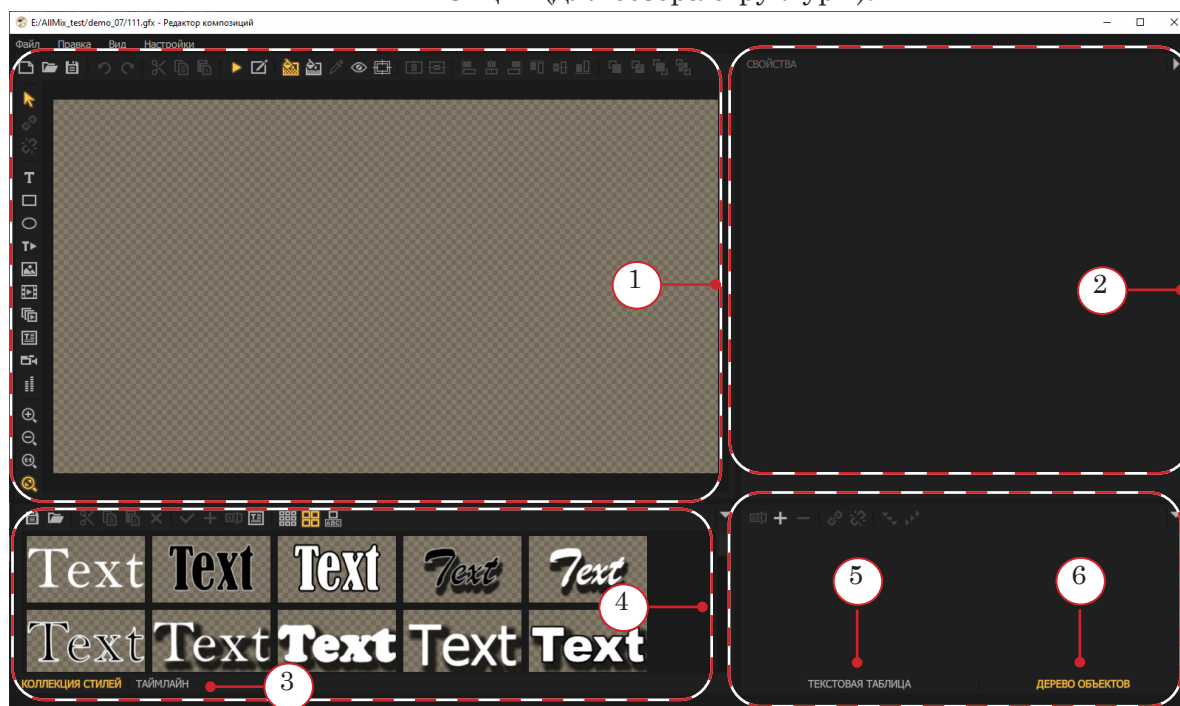 E:/AllMix_test/demo_07/111.gfx - Редактор композиций
Файл Правка Вид Настройки
СВОЙСТВА
T
T
1
2
Text Text Text Text Text
4
5
6
Text Text Text Text Text
КОЛЛЕКЦИЯ СТИЛЕЙ ТАЙМЛАЙН
3
ТЕКСТОВАЯ ТАБЛИЦА
ДЕРЕВО ОБЪЕКТОВ